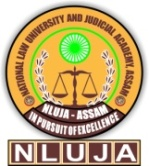 NATIONAL LAW UNIVERSITY AND JUDICIAL ACADEMY, ASSAM
NLUJA - ASSAM
IN PURSUIT OF EXCELLENCE
NLUJA